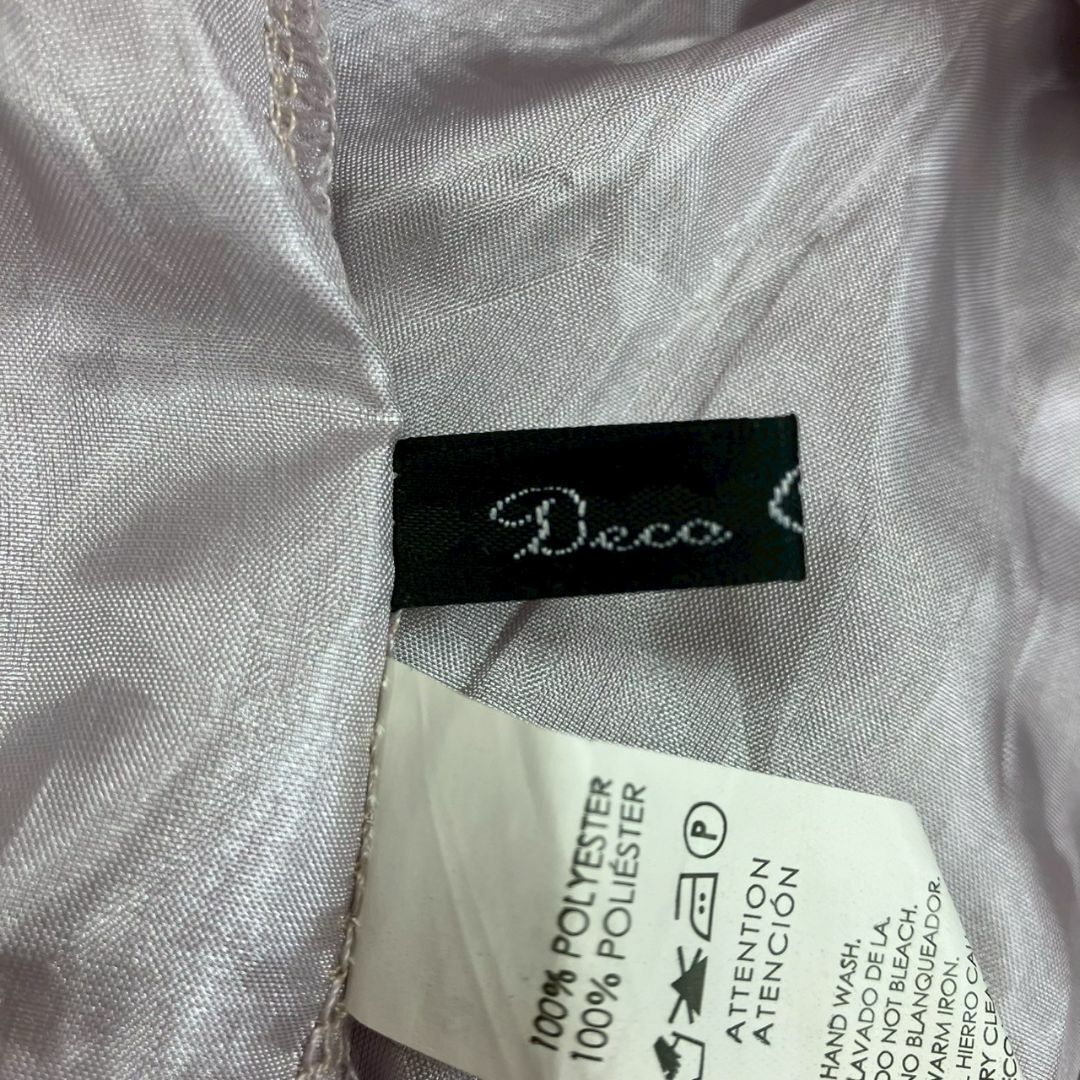 Deco
100% POLYESTER
100% POLIÉSTER
P
ATTENTION
ATENCIÓN
HAND WASH.
LAVADO DE LA
DO NOT BLEACH.
NO BLANQUEADOR.
WARM IRON.
HIERRO